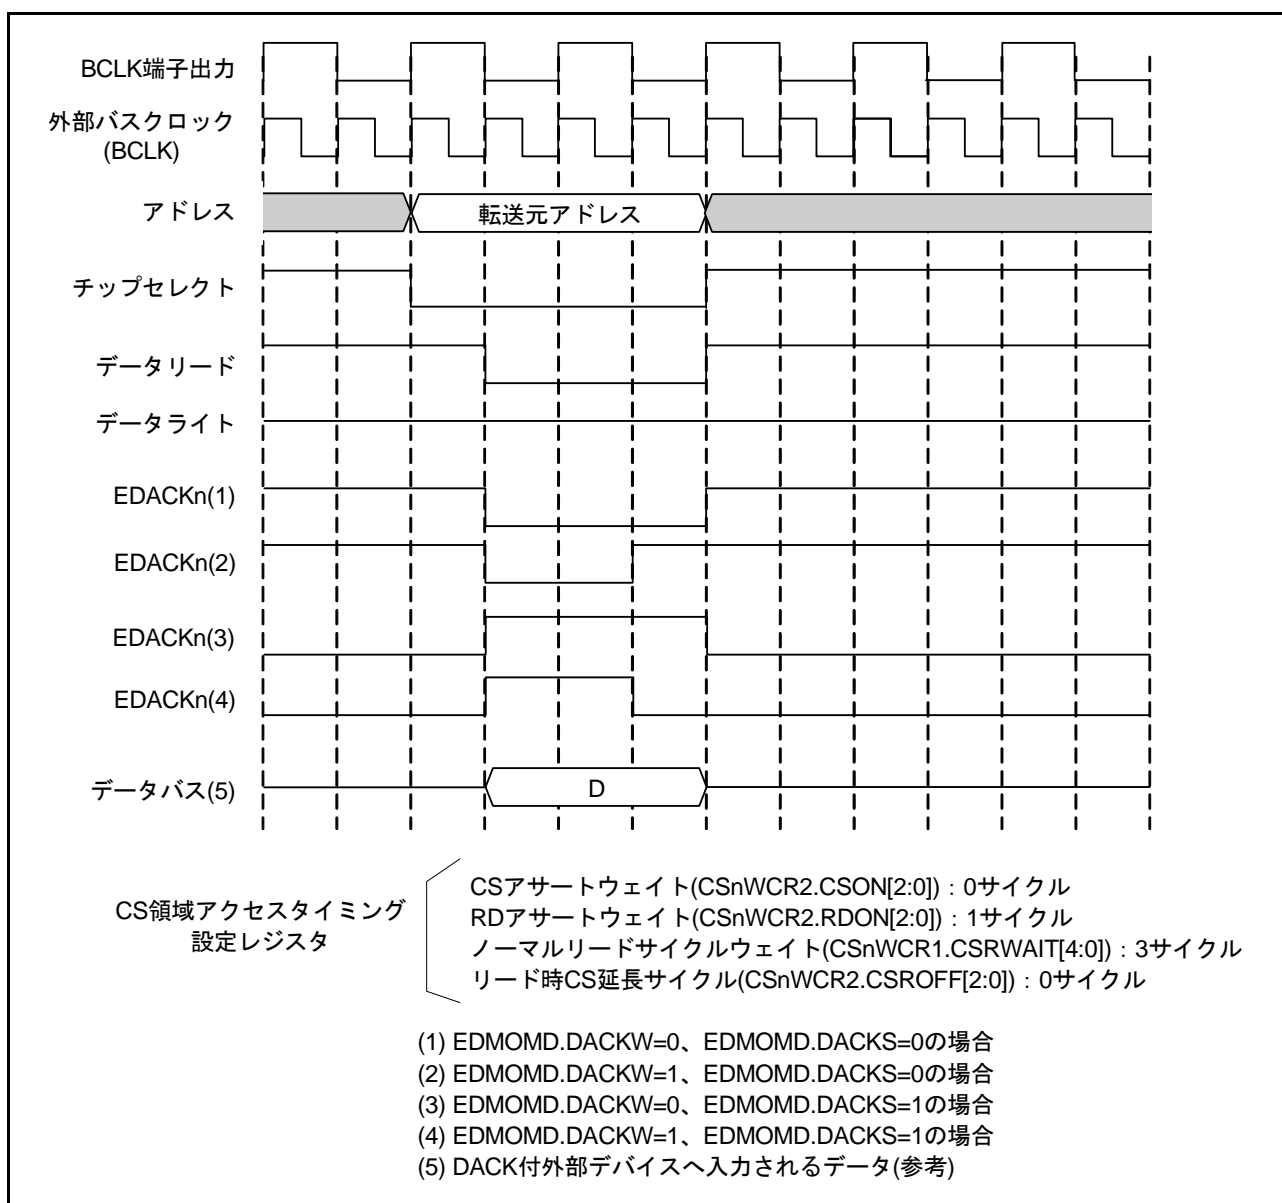 BCLK端子出力
外部バスクロック
(BCLK)
アドレス
転送元アドレス
チップセレクト
データリード
データライト
EDACKn(1)
EDACKn(2)
EDACKn(3)
EDACKn(4)
データバス(5)
D
CS領域アクセスタイミング
設定レジスタ
CSアサートウェイト(CSnWCR2.CSON[2:0])：0サイクル
RDアサートウェイト(CSnWCR2.RDON[2:0])：1サイクル
ノーマルリードサイクルウェイト(CSnWCR1.CSRWAIT[4:0])：3サイクル
リード時CS延長サイクル(CSnWCR2.CSROFF[2:0])：0サイクル
(1) EDMOMD.DACKW=0、EDMOMD.DACKS=0の場合
(2) EDMOMD.DACKW=1、EDMOMD.DACKS=0の場合
(3) EDMOMD.DACKW=0、EDMOMD.DACKS=1の場合
(4) EDMOMD.DACKW=1、EDMOMD.DACKS=1の場合
(5) DACK付外部デバイスへ入力されるデータ(参考)